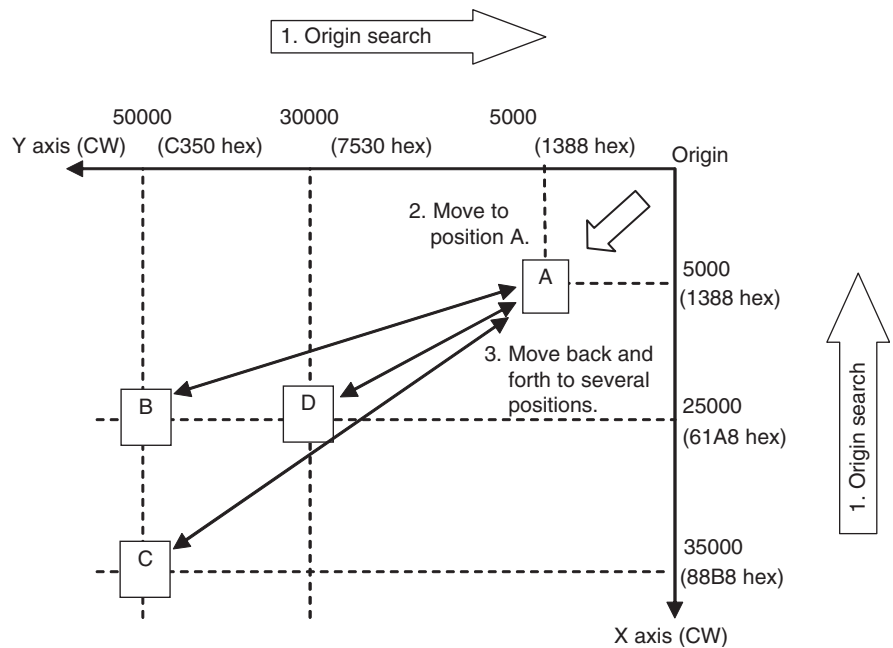 1. Origin search
50000 30000 5000
Y axis (CW) (C350 hex) (7530 hex) (1388 hex) Origin
2. Move to
position A.
A
5000
(1388 hex)
3. Move back and
forth to several
positions.
B
D
25000
(61A8 hex)
1. Origin search
C
35000
(88B8 hex)
X axis (CW)